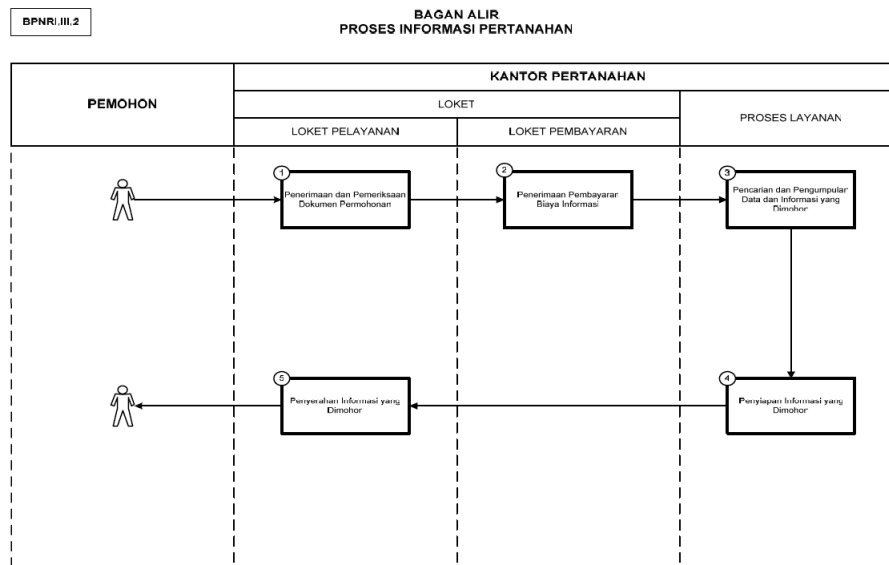 BPNRI.III.2
BAGAN ALIR
PROSES INFORMASI PERTANAHAN
PEMOHON
KANTOR PERTANAHAN
LOKET
PROSES LAYANAN
LOKET PELAYANAN
LOKET PEMBAYARAN
1
Penerimaan dan Pemeriksaan
Dokumen Permohonan
2
Penerimaan Pembayaran
Biaya Informasi
3
Pencarian dan Pengumpulan
Data dan Informasi yang
Dimohon
5
Penyerahan Informasi yang
Dimohon
4
Penyiapan Informasi yang
Dimohon